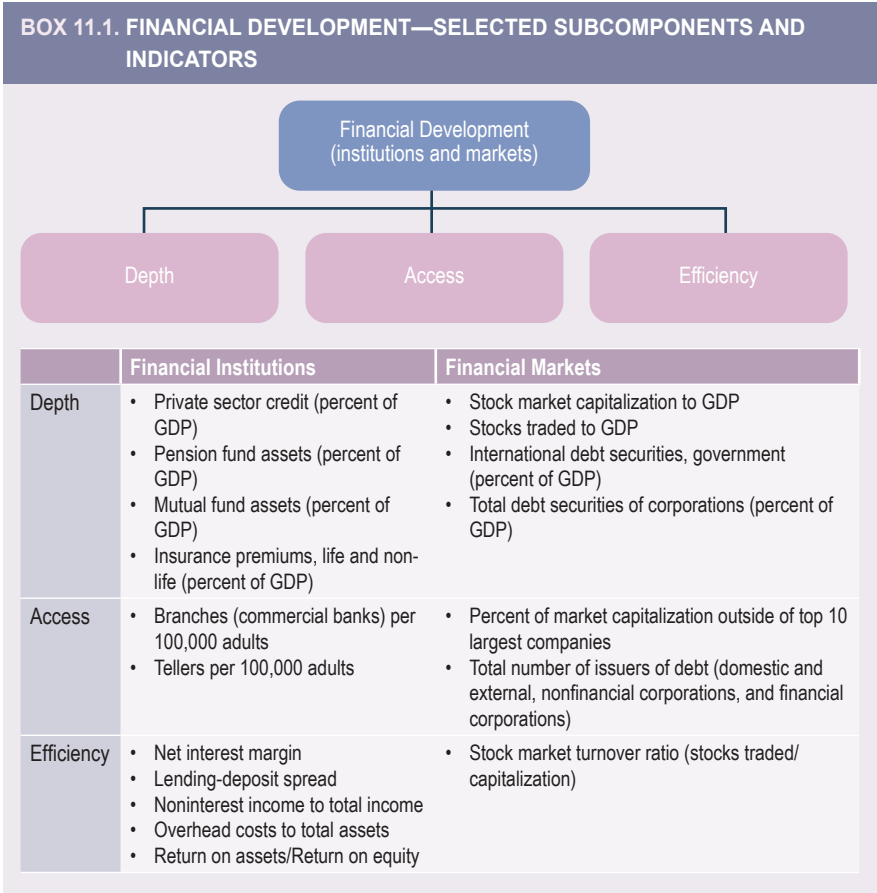 BOX 11.1. FINANCIAL DEVELOPMENT—SELECTED SUBCOMPONENTS AND
INDICATORS
Financial Development
(institutions and markets)
Depth
Access
Efficiency
Financial Institutions
Financial Markets
Depth
• Private sector credit (percent of
GDP)
• Pension fund assets (percent of
GDP)
• Mutual fund assets (percent of
GDP)
• Insurance premiums, life and non-
life (percent of GDP)
• Stock market capitalization to GDP
• Stocks traded to GDP
• International debt securities, government
(percent of GDP)
• Total debt securities of corporations (percent of
GDP)
Access
• Branches (commercial banks) per
100,000 adults
• Tellers per 100,000 adults
• Percent of market capitalization outside of top 10
largest companies
• Total number of issuers of debt (domestic and
external, nonfinancial corporations, and financial
corporations)
Efficiency
• Net interest margin
• Lending-deposit spread
• Noninterest income to total income
• Overhead costs to total assets
• Return on assets/Return on equity
• Stock market turnover ratio (stocks traded/
capitalization)